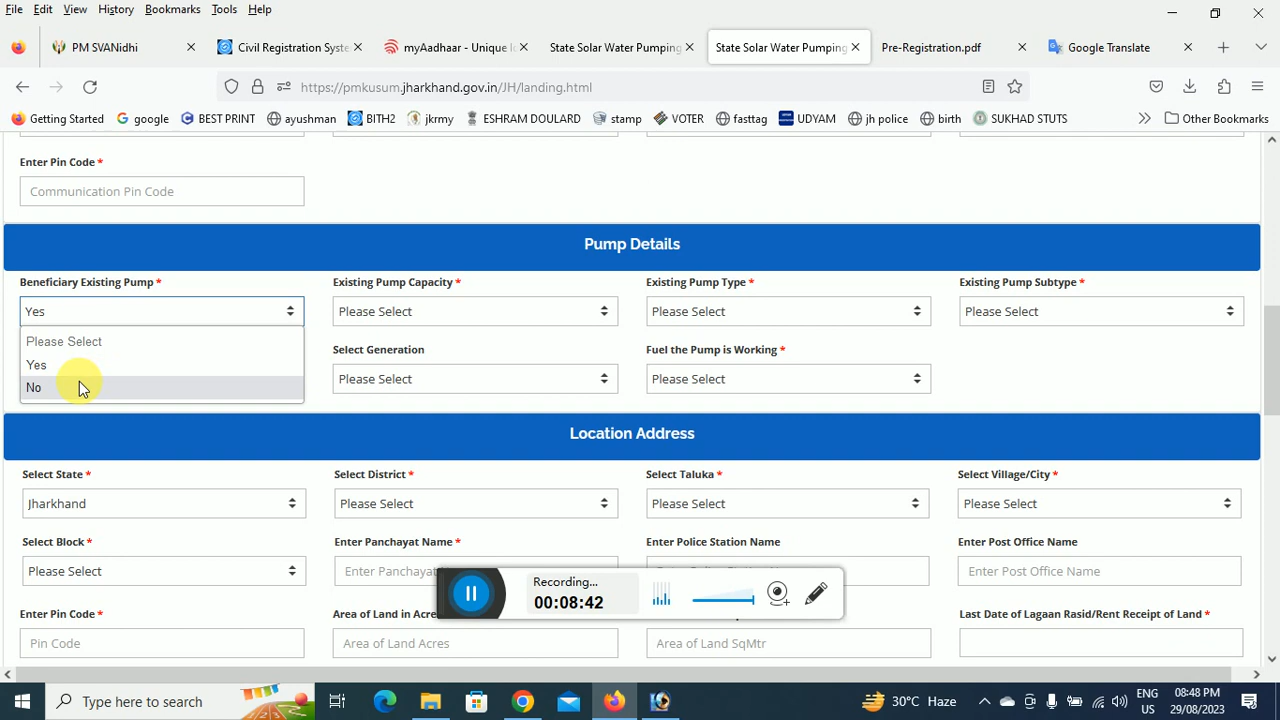 File Edit View History Bookmarks Tools Help
PM SVANidhi Civil Registration Syste myAadhaar - Unique Ic State Solar Water Pumping State Solar Water Pumping Pre-Registration.pdf Google Translate
https://pmkusum.jharkhand.gov.in/JH/landing.html
Getting Started google BEST PRINT ayushman BITH2 jkrmy ESHRAM DOULARD stamp VOTER fasttag UDYAM jh police birth SUKHAD STUTS Other Bookmarks
Enter Pin Code *
Communication Pin Code
Pump Details
Beneficiary Existing Pump * Existing Pump Capacity * Existing Pump Type * Existing Pump Subtype *
Yes Please Select Please Select Please Select
Please Select
Yes
No
Select Generation Fuel the Pump is Working *
Please Select Please Select
Location Address
Select State * Select District * Select Taluka * Select Village/City *
Jharkhand Please Select Please Select Please Select
Select Block * Enter Panchayat Name * Enter Police Station Name Enter Post Office Name
Please Select Enter Panchayat Enter Post Office Name
Recording...
00:08:42
Enter Pin Code * Area of Land in Acre Last Date of Lagaan Rasid/Rent Receipt of Land *
Pin Code Area of Land Acres Area of Land SqMtr
Type here to search 30°C Haze ENG US 08:48 PM 29/08/2023